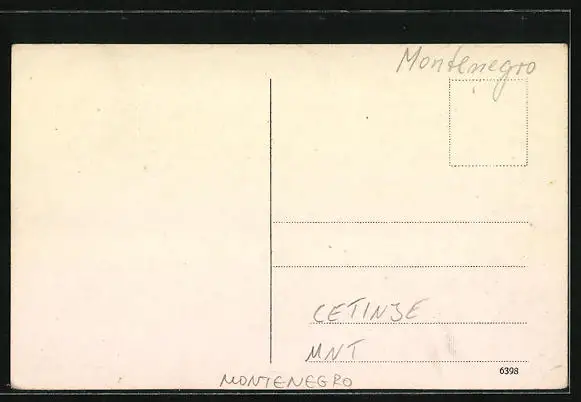 Montenegro
CETINJE
MNT
6398
MONTENEGRO